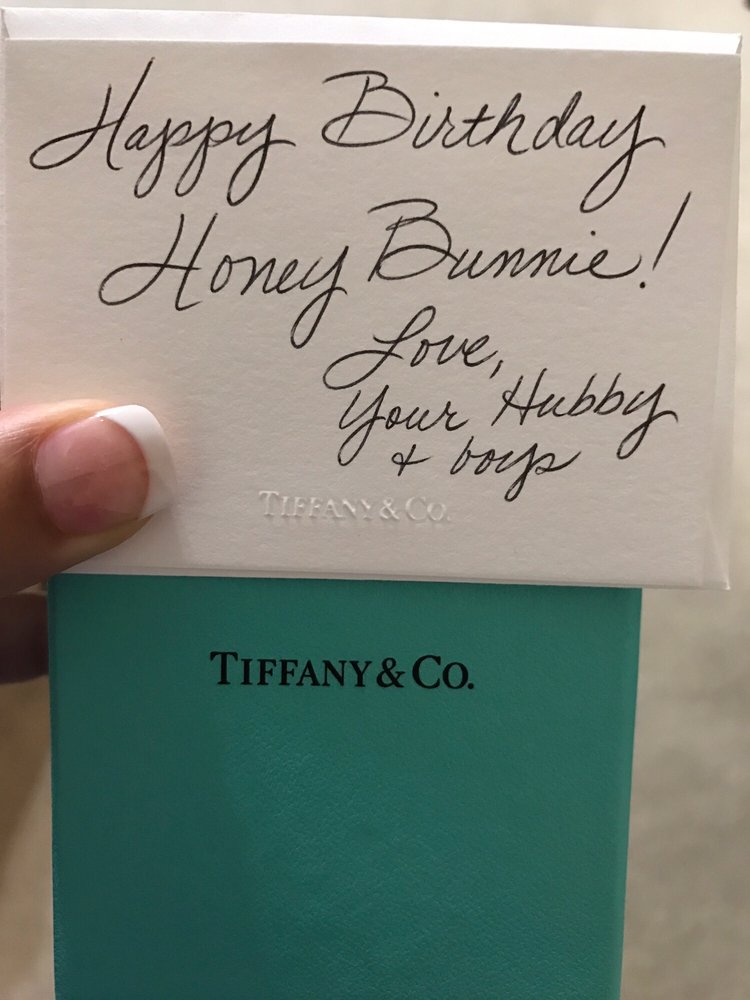 Happy Birthday
Honey Bunnie!
Love,
Your Hubby
& boys
TIFFANY & CO.
TIFFANY & CO.